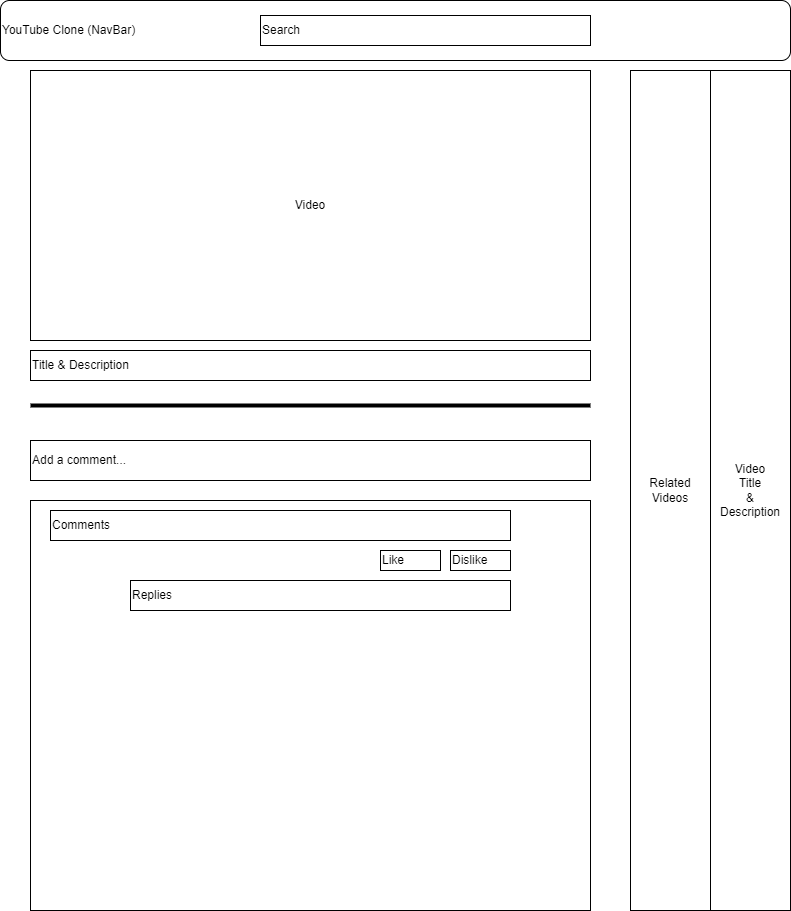 YouTube Clone (NavBar)
Search
Video
Title & Description
Add a comment...
Comments
Like
Dislike
Replies
Related
Videos
Video
Title
&
Description